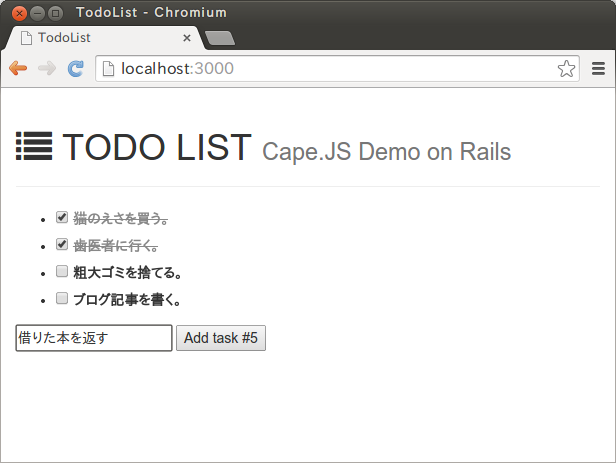 TodoList - Chromium
TodoList
localhost:3000
TODO LIST Cape.JS Demo on Rails
猫のえさを買う。
歯医者に行く。
粗大ゴミを捨てる。
ブログ記事を書く。
借りた本を返す Add task #5